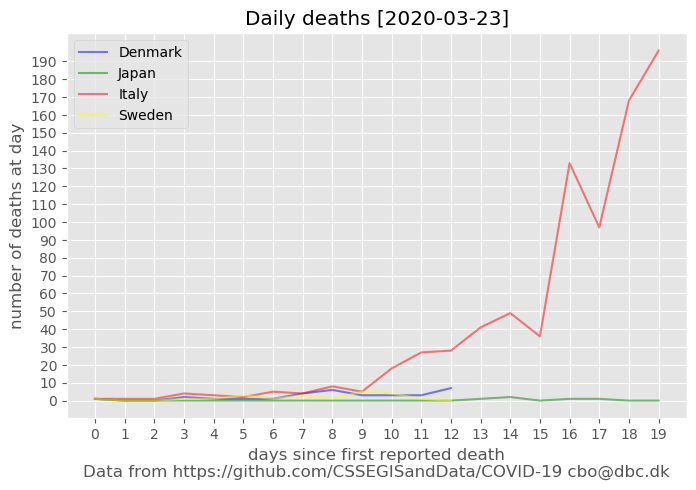 Daily deaths [2020-03-23]
Denmark
Japan
Italy
Sweden
number of deaths at day
190
180
170
160
150
140
130
120
110
100
90
80
70
60
50
40
30
20
10
0
0 1 2 3 4 5 6 7 8 9 10 11 12 13 14 15 16 17 18 19
days since first reported death
Data from https://github.com/CSSEGISandData/COVID-19 cbo@dbc.dk